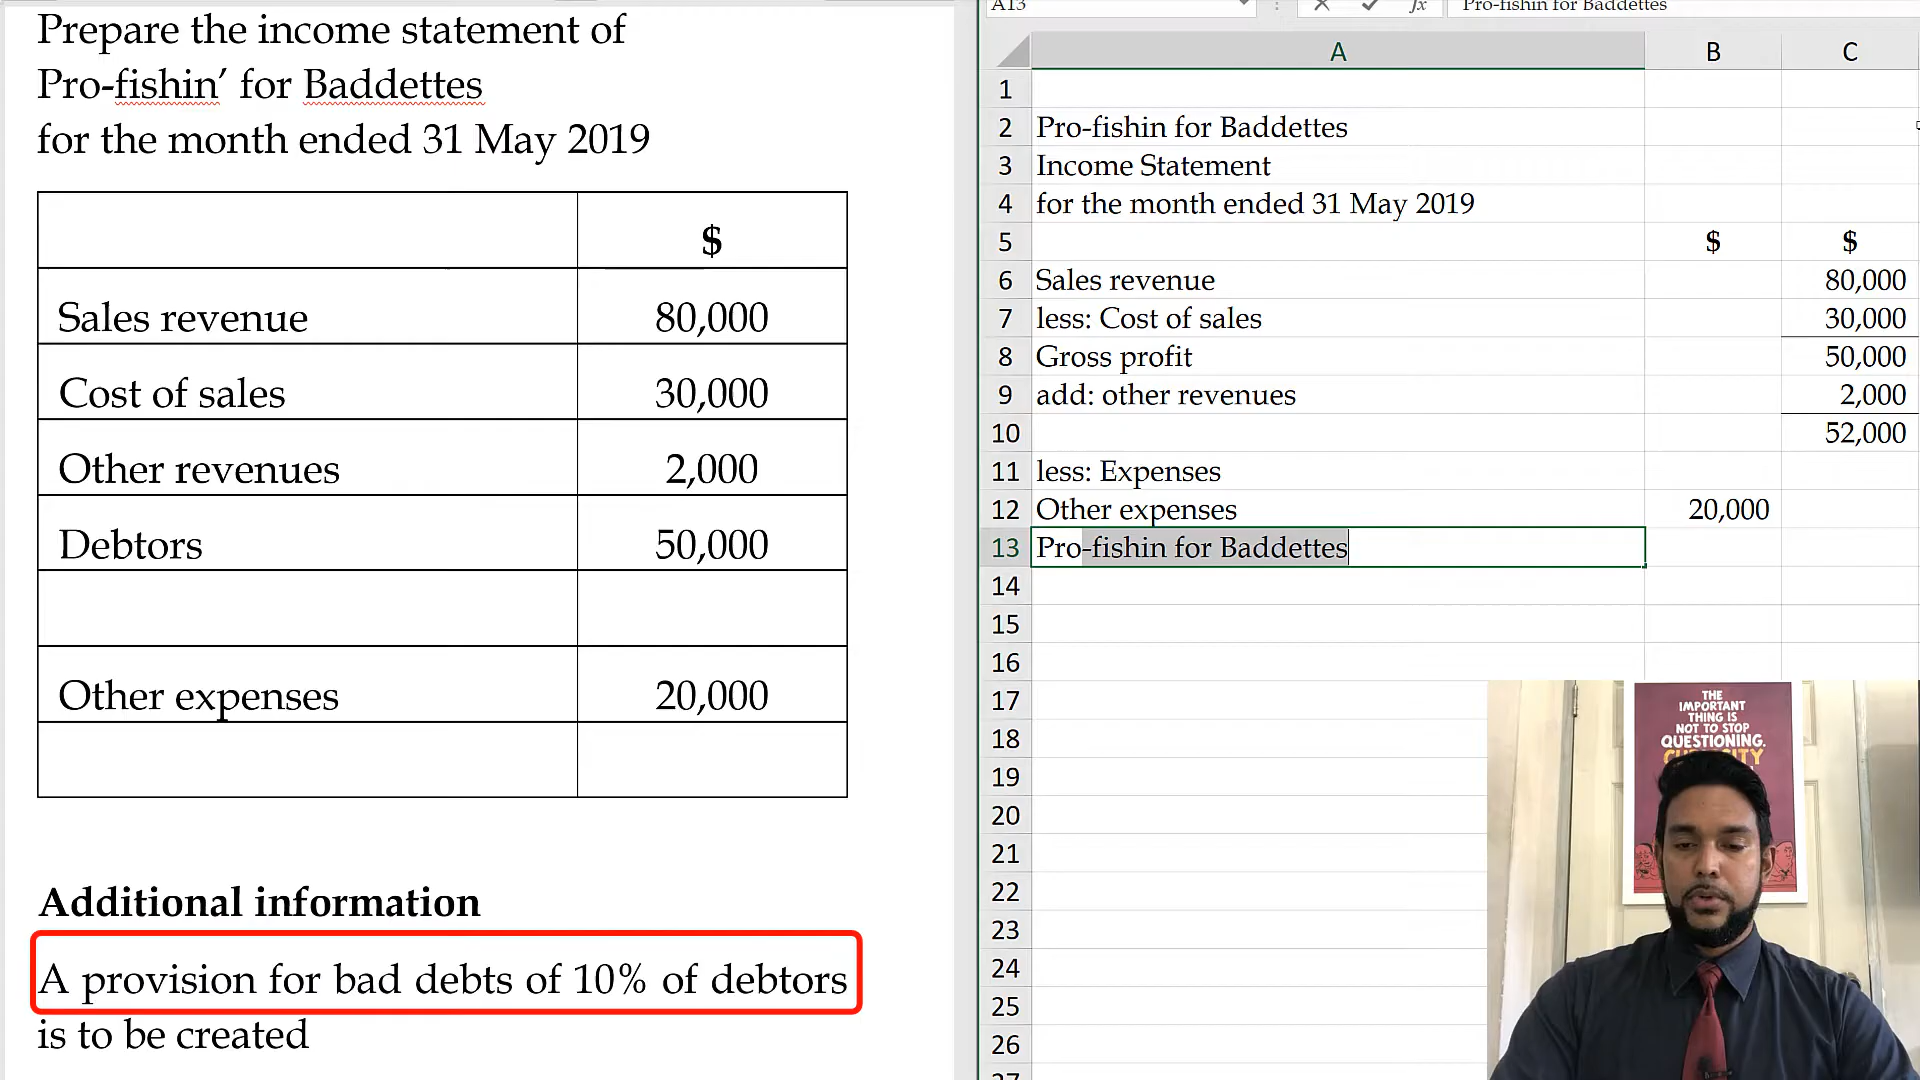 Prepare the income statement of
Pro-fishin' for Baddettes
for the month ended 31 May 2019
$
Sales revenue 80,000
Cost of sales 30,000
Other revenues 2,000
Debtors 50,000
Other expenses 20,000
Additional information
A provision for bad debts of 10% of debtors
is to be created
A13 fx Pro-fishin for Baddettes
A B C
1
2 Pro-fishin for Baddettes
3 Income Statement
4 for the month ended 31 May 2019
5 $ $
6 Sales revenue 80,000
7 less: Cost of sales 30,000
8 Gross profit 50,000
9 add: other revenues 2,000
10 52,000
11 less: Expenses
12 Other expenses 20,000
13 Pro-fishin for Baddettes
14
15
16
17
18
19
20
21
22
23
24
25
26
27
THE
IMPORTANT
THING IS
NOT TO STOP
QUESTIONING.